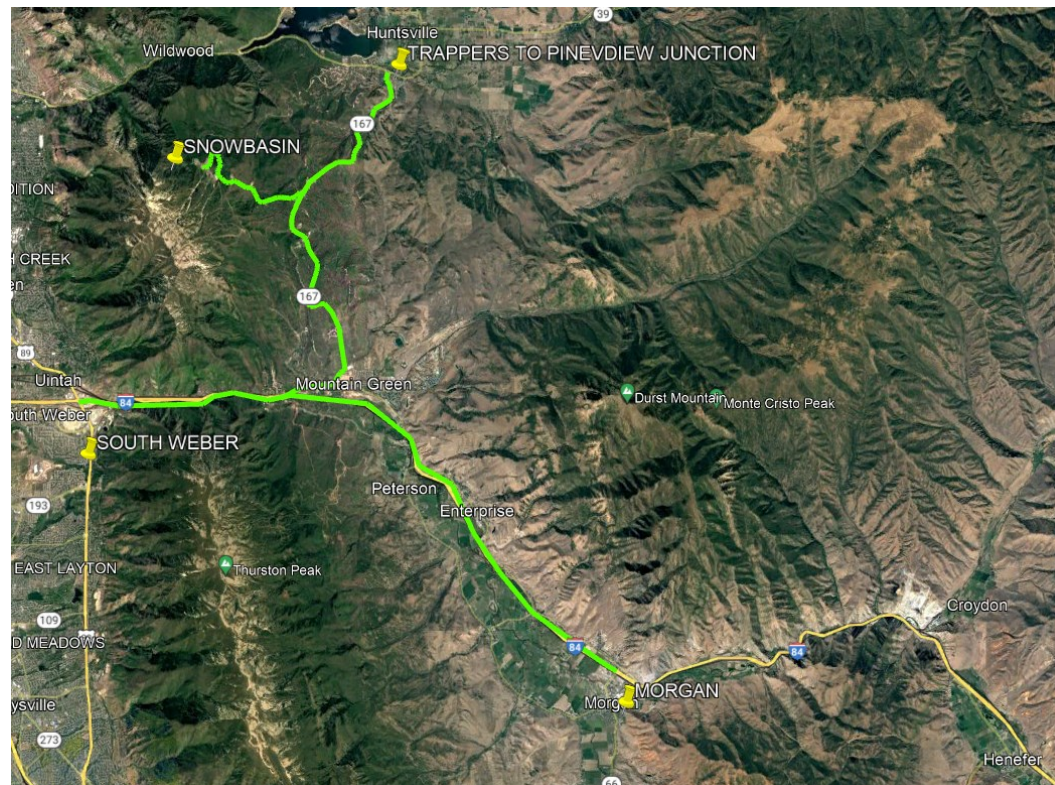 39
Huntsville
Wildwood
TRAPPERS TO PINEVDIEW JUNCTION
167
SNOWBASIN
DITION
H CREEK
en
167
89
Uintah
Mountain Green
84
outh Weber
Durst Mountain
Monte Cristo Peak
SOUTH WEBER
Peterson
193
Enterprise
EAST LAYTON
Thurston Peak
Croydon
109
D MEADOWS
84
84
MORGAN
Morgan
ysville
273
Henefer
66